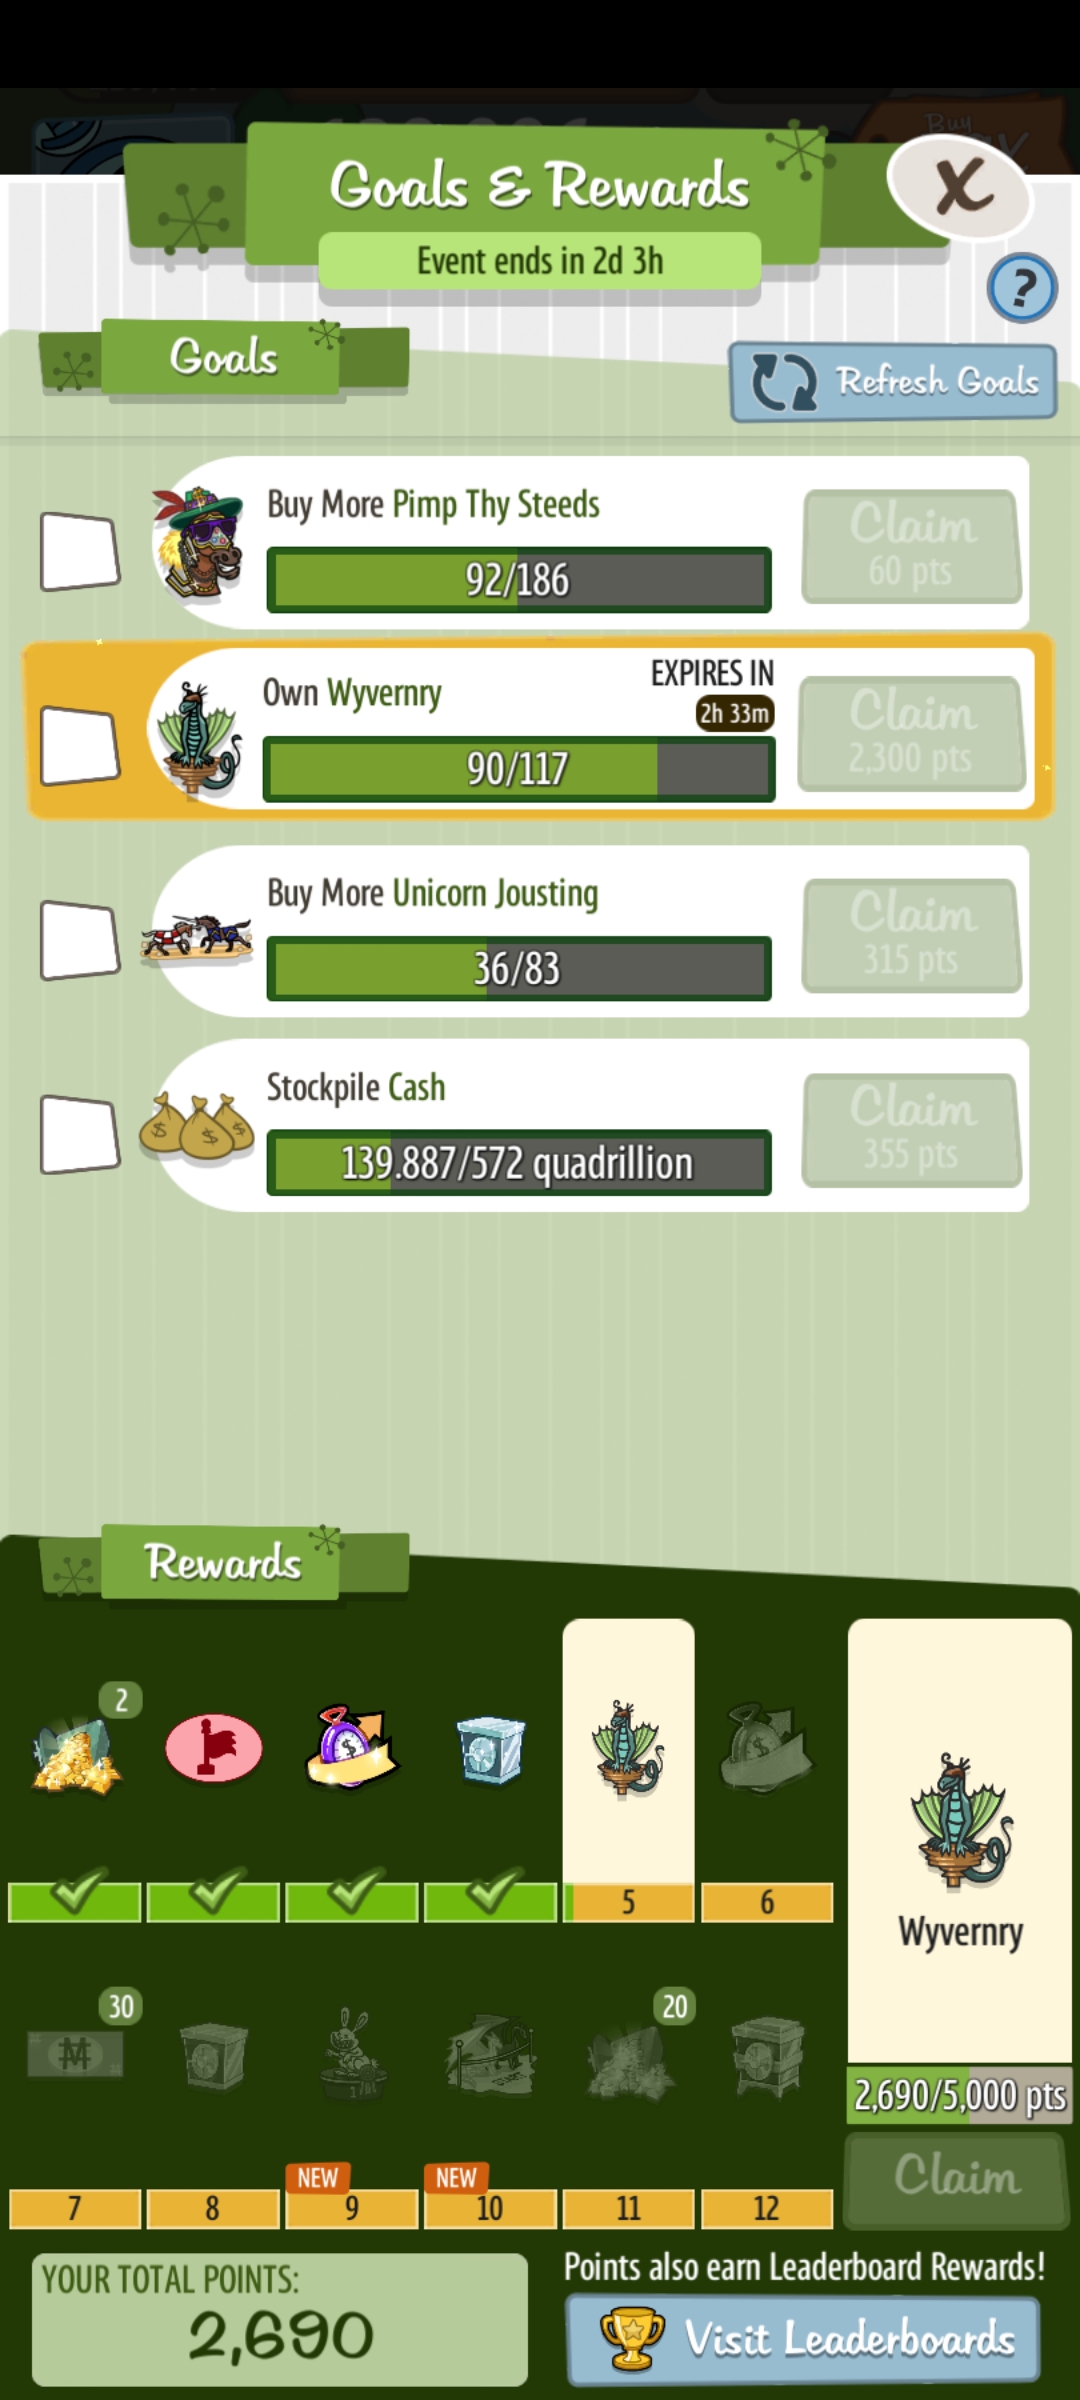 Buy
Goals & Rewards
X
Event ends in 2d 3h
?
Goals
Refresh Goals
Buy More Pimp Thy Steeds
92/186
Claim
60 pts
Own Wyvernry
EXPIRES IN
2h 33m
90/117
Claim
2,300 pts
Buy More Unicorn Jousting
36/83
Claim
315 pts
Stockpile Cash
139.887/572 quadrillion
Claim
355 pts
Rewards
2
5
6
Wyvernry
30
20
2,690/5,000 pts
Claim
NEW
NEW
7
8
9
10
11
12
YOUR TOTAL POINTS:
2,690
Points also earn Leaderboard Rewards!
Visit Leaderboards